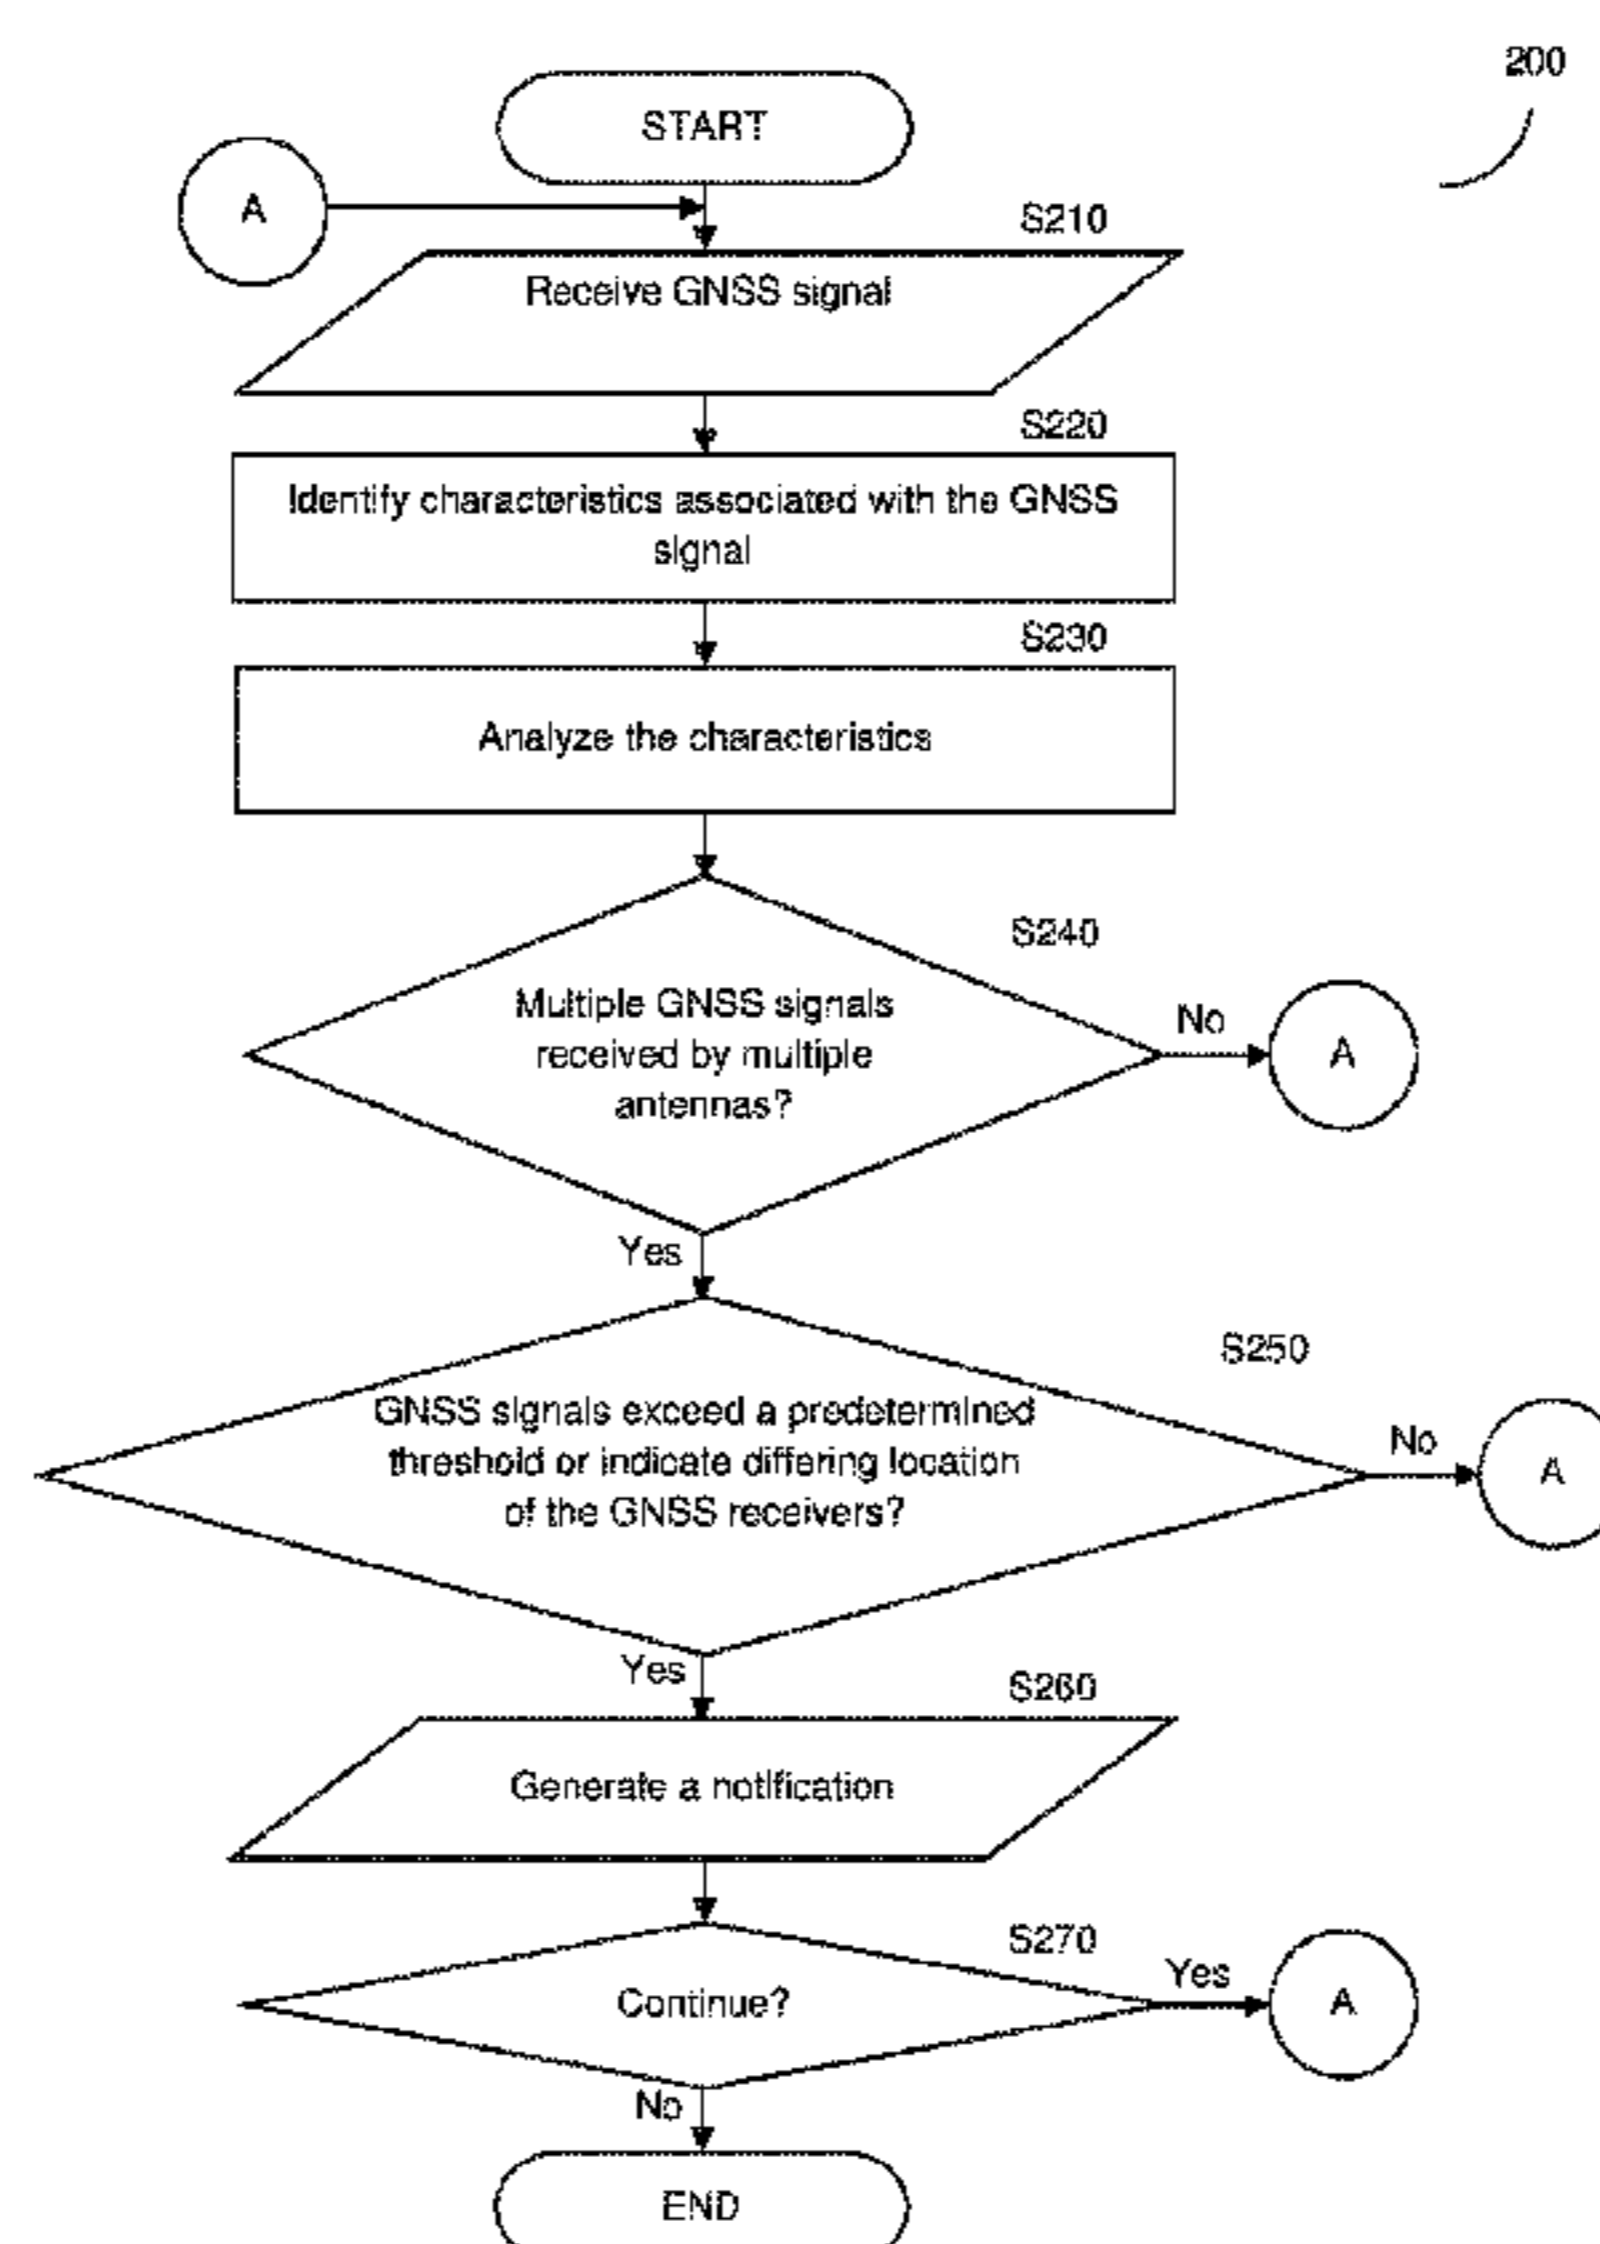 200
START
A
S210
Receive GNSS signal
S220
Identify characteristics associated with the GNSS
signal
S230
Analyze the characteristics
S240
Multiple GNSS signals
received by multiple
antennas?
No
A
Yes
S250
GNSS signals exceed a predetermined
threshold or indicate differing location
of the GNSS receivers?
No
A
Yes
S260
Generate a notification
S270
Continue?
Yes
A
No
END